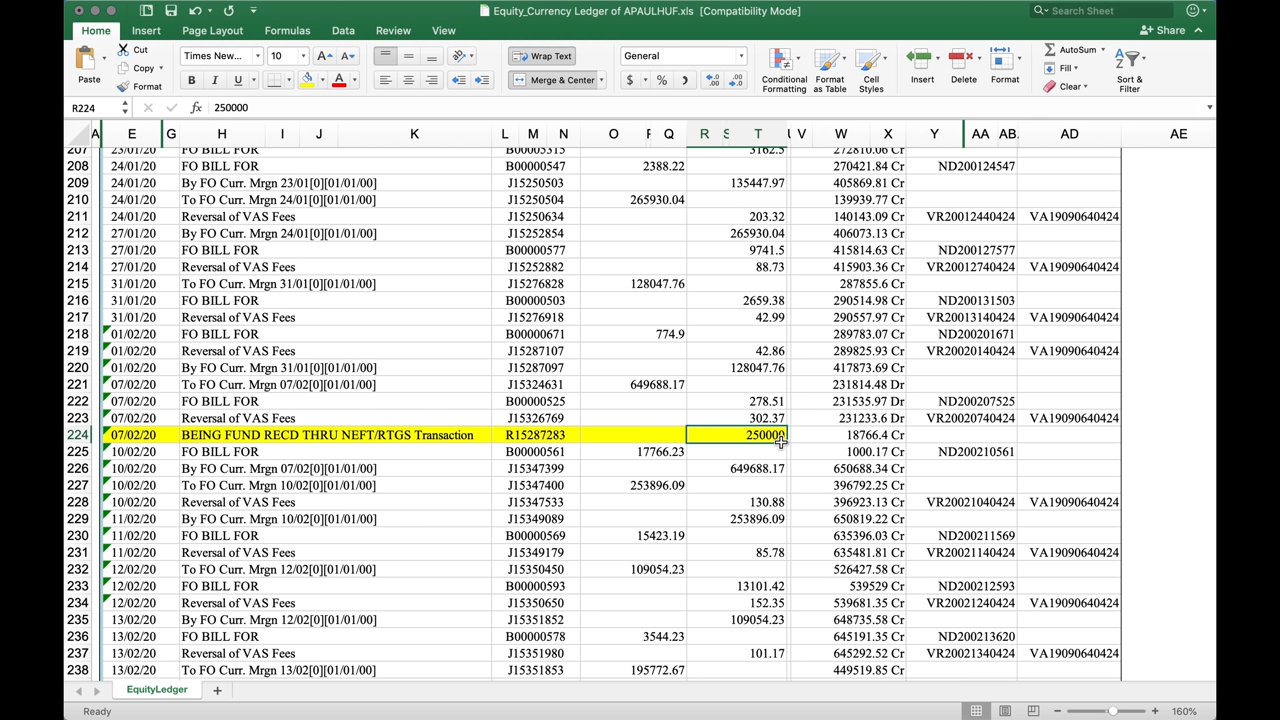 Equity_Currency Ledger of APAULHUF.xls [Compatibility Mode]
Search Sheet
Home Insert Page Layout Formulas Data Review View
Share
Paste
Cut
Copy
Format
Times New... 10
Wrap Text
Merge & Center
General
Conditional Formatting
Format as Table
Cell Styles
Insert
Delete
Format
AutoSum
Fill
Clear
Sort & Filter
R224 fx 250000
A E G H I J K L M N O Q R S T V W X Y AA AB AD AE
207 23/01/20 FO BILL FOR B00005315 3162.5 272810.06 Cr
208 24/01/20 FO BILL FOR B00000547 2388.22 270421.84 Cr ND200124547
209 24/01/20 By FO Curr. Mrgn 23/01[0][01/01/00] J15250503 135447.97 405869.81 Cr
210 24/01/20 To FO Curr. Mrgn 24/01[0][01/01/00] J15250504 265930.04 139939.77 Cr
211 24/01/20 Reversal of VAS Fees J15250634 203.32 140143.09 Cr VR20012440424 VA19090640424
212 27/01/20 By FO Curr. Mrgn 24/01[0][01/01/00] J15252854 265930.04 406073.13 Cr
213 27/01/20 FO BILL FOR B00000577 9741.5 415814.63 Cr ND200127577
214 27/01/20 Reversal of VAS Fees J15252882 88.73 415903.36 Cr VR20012740424 VA19090640424
215 31/01/20 To FO Curr. Mrgn 31/01[0][01/01/00] J15276828 128047.76 287855.6 Cr
216 31/01/20 FO BILL FOR B00000503 2659.38 290514.98 Cr ND200131503
217 31/01/20 Reversal of VAS Fees J15276918 42.99 290557.97 Cr VR20013140424 VA19090640424
218 01/02/20 FO BILL FOR B00000671 774.9 289783.07 Cr ND200201671
219 01/02/20 Reversal of VAS Fees J15287107 42.86 289825.93 Cr VR20020140424 VA19090640424
220 01/02/20 By FO Curr. Mrgn 31/01[0][01/01/00] J15287097 128047.76 417873.69 Cr
221 07/02/20 To FO Curr. Mrgn 07/02[0][01/01/00] J15324631 649688.17 231814.48 Dr
222 07/02/20 FO BILL FOR B00000525 278.51 231535.97 Dr ND200207525
223 07/02/20 Reversal of VAS Fees J15326769 302.37 231233.6 Dr VR20020740424 VA19090640424
224 07/02/20 BEING FUND RECD THRU NEFT/RTGS Transaction R15287283 250000 18766.4 Cr
225 10/02/20 FO BILL FOR B00000561 17766.23 1000.17 Cr ND200210561
226 10/02/20 By FO Curr. Mrgn 07/02[0][01/01/00] J15347399 649688.17 650688.34 Cr
227 10/02/20 To FO Curr. Mrgn 10/02[0][01/01/00] J15347400 253896.09 396792.25 Cr
228 10/02/20 Reversal of VAS Fees J15347533 130.88 396923.13 Cr VR20021040424 VA19090640424
229 11/02/20 By FO Curr. Mrgn 10/02[0][01/01/00] J15349089 253896.09 650819.22 Cr
230 11/02/20 FO BILL FOR B00000569 15423.19 635396.03 Cr ND200211569
231 11/02/20 Reversal of VAS Fees J15349179 85.78 635481.81 Cr VR20021140424 VA19090640424
232 12/02/20 To FO Curr. Mrgn 12/02[0][01/01/00] J15350450 109054.23 526427.58 Cr
233 12/02/20 FO BILL FOR B00000593 13101.42 539529 Cr ND200212593
234 12/02/20 Reversal of VAS Fees J15350650 152.35 539681.35 Cr VR20021240424 VA19090640424
235 13/02/20 By FO Curr. Mrgn 12/02[0][01/01/00] J15351852 109054.23 648735.58 Cr
236 13/02/20 FO BILL FOR B00000578 3544.23 645191.35 Cr ND200213620
237 13/02/20 Reversal of VAS Fees J15351980 101.17 645292.52 Cr VR20021340424 VA19090640424
238 13/02/20 To FO Curr. Mrgn 13/02[0][01/01/00] J15351853 195772.67 449519.85 Cr
EquityLedger
Ready 160%